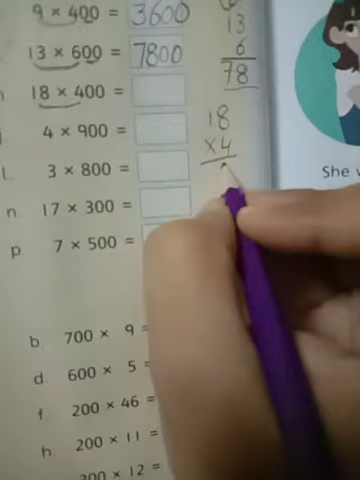 9 × 400 = 3600
13
6
78
13 × 600 = 7800
18 × 400 =
18
×4
4 × 900 =
l. 3 × 800 =
She
n. 17 × 300 =
p. 7 × 500 =
b. 700 × 9 =
d. 600 × 5 =
f. 200 × 46 =
h. 200 × 11 =
200 × 12 =